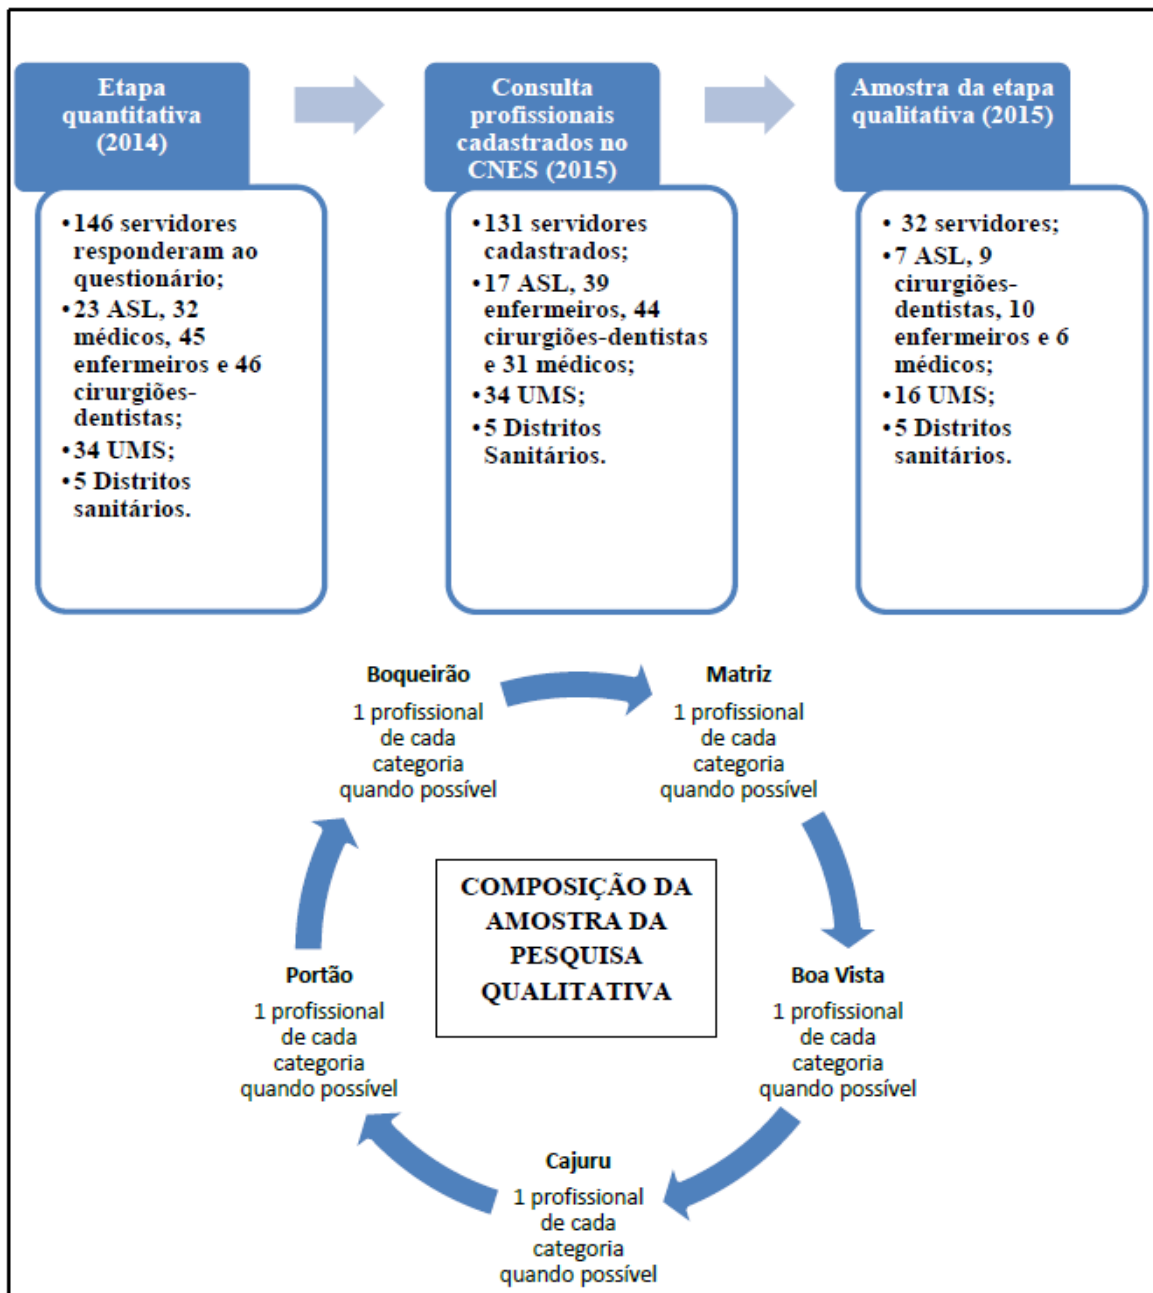 Etapa
quantitativa
(2014)
•146 servidores
responderam ao
questionário;
•23 ASL, 32
médicos, 45
enfermeiros e 46
cirurgiões-
dentistas;
•34 UMS;
•5 Distritos
sanitários.
Consulta
profissionais
cadastrados no
CNES (2015)
•131 servidores
cadastrados;
•17 ASL, 39
enfermeiros, 44
cirurgiões-dentistas
e 31 médicos;
•34 UMS;
•5 Distritos
Sanitários.
Amostra da etapa
qualitativa (2015)
• 32 servidores;
•7 ASL, 9
cirurgiões-
dentistas, 10
enfermeiros e 6
médicos;
•16 UMS;
•5 Distritos
sanitários.
Boqueirão
1 profissional
de cada
categoria
quando possível
Matriz
1 profissional
de cada
categoria
quando possível
COMPOSIÇÃO DA
AMOSTRA DA
PESQUISA
QUALITATIVA
Portão
1 profissional
de cada
categoria
quando possível
Boa Vista
1 profissional
de cada
categoria
quando possível
Cajuru
1 profissional
de cada
categoria
quando possível